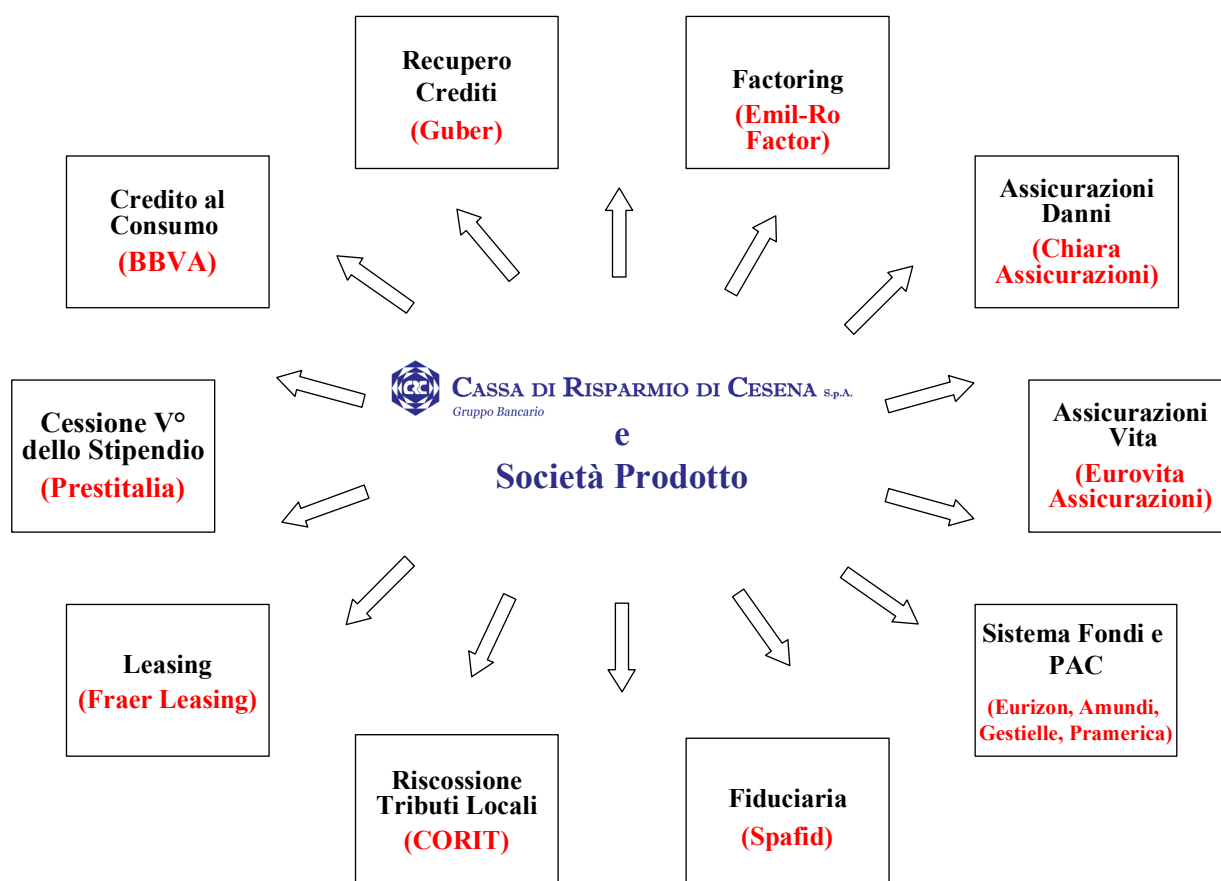 Recupero
Crediti
(Guber)
Factoring
(Emil-Ro
Factor)
Credito al
Consumo
(BBVA)
Assicurazioni
Danni
(Chiara
Assicurazioni)
CRC
CASSA DI RISPARMIO DI CESENA S.p.A.
Gruppo Bancario
e
Società Prodotto
Cessione V°
dello Stipendio
(Prestitalia)
Assicurazioni
Vita
(Eurovita
Assicurazioni)
Leasing
(Fraer Leasing)
Sistema Fondi e
PAC
(Eurizon, Amundi,
Gestielle, Pramerica)
Riscossione
Tributi Locali
(CORIT)
Fiduciaria
(Spafid)